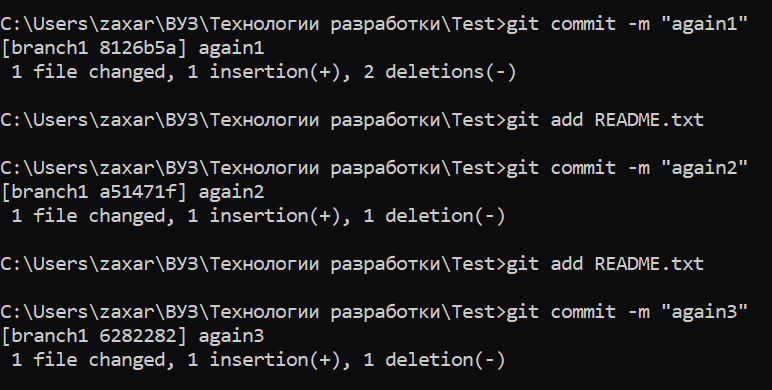 C:\Users\zaxar\ВУЗ\Технологии разработки\Test>git commit -m "again1"
[branch1 8126b5a] again1
 1 file changed, 1 insertion(+), 2 deletions(-)
C:\Users\zaxar\ВУЗ\Технологии разработки\Test>git add README.txt
C:\Users\zaxar\ВУЗ\Технологии разработки\Test>git commit -m "again2"
[branch1 a51471f] again2
 1 file changed, 1 insertion(+), 1 deletion(-)
C:\Users\zaxar\ВУЗ\Технологии разработки\Test>git add README.txt
C:\Users\zaxar\ВУЗ\Технологии разработки\Test>git commit -m "again3"
[branch1 6282282] again3
 1 file changed, 1 insertion(+), 1 deletion(-)